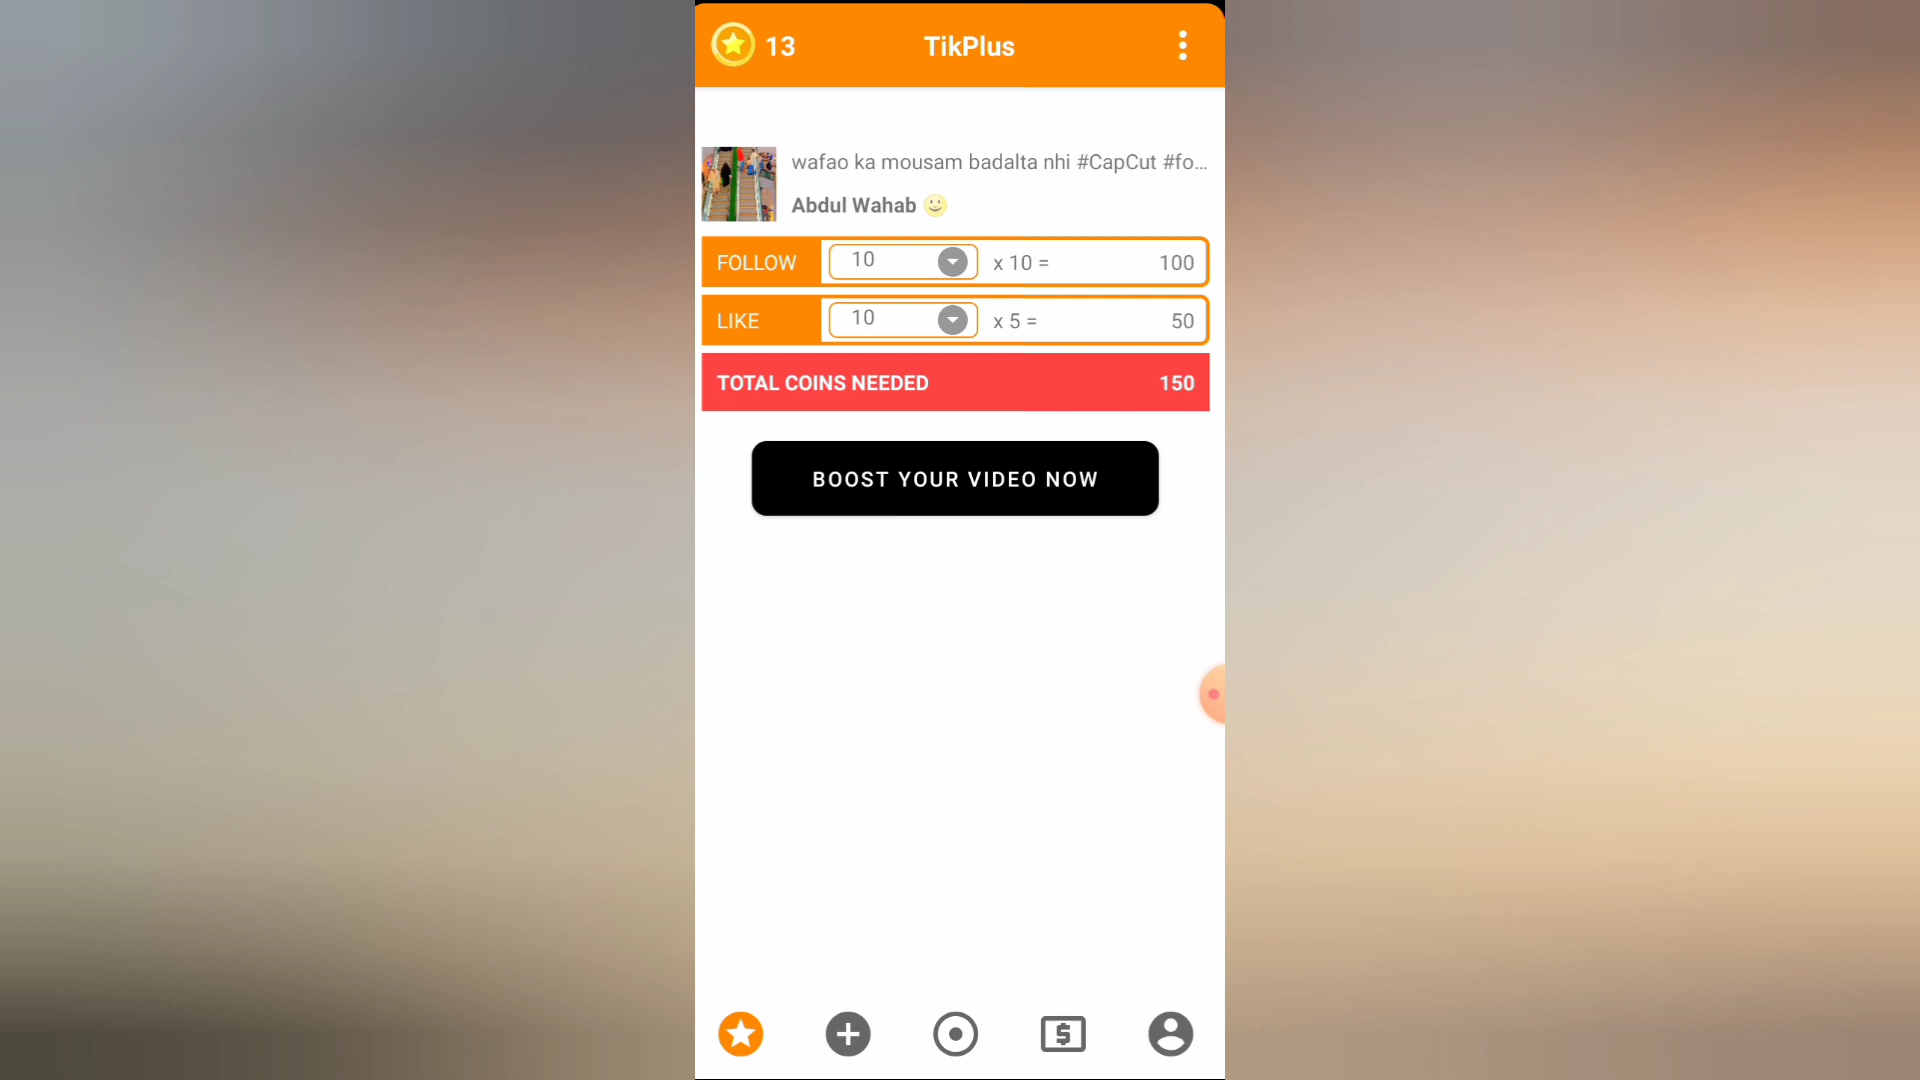 13
TikPlus
wafao ka mousam badalta nhi #CapCut #fo...
Abdul Wahab
FOLLOW 10 x 10 = 100
LIKE 10 x 5 = 50
TOTAL COINS NEEDED 150
BOOST YOUR VIDEO NOW